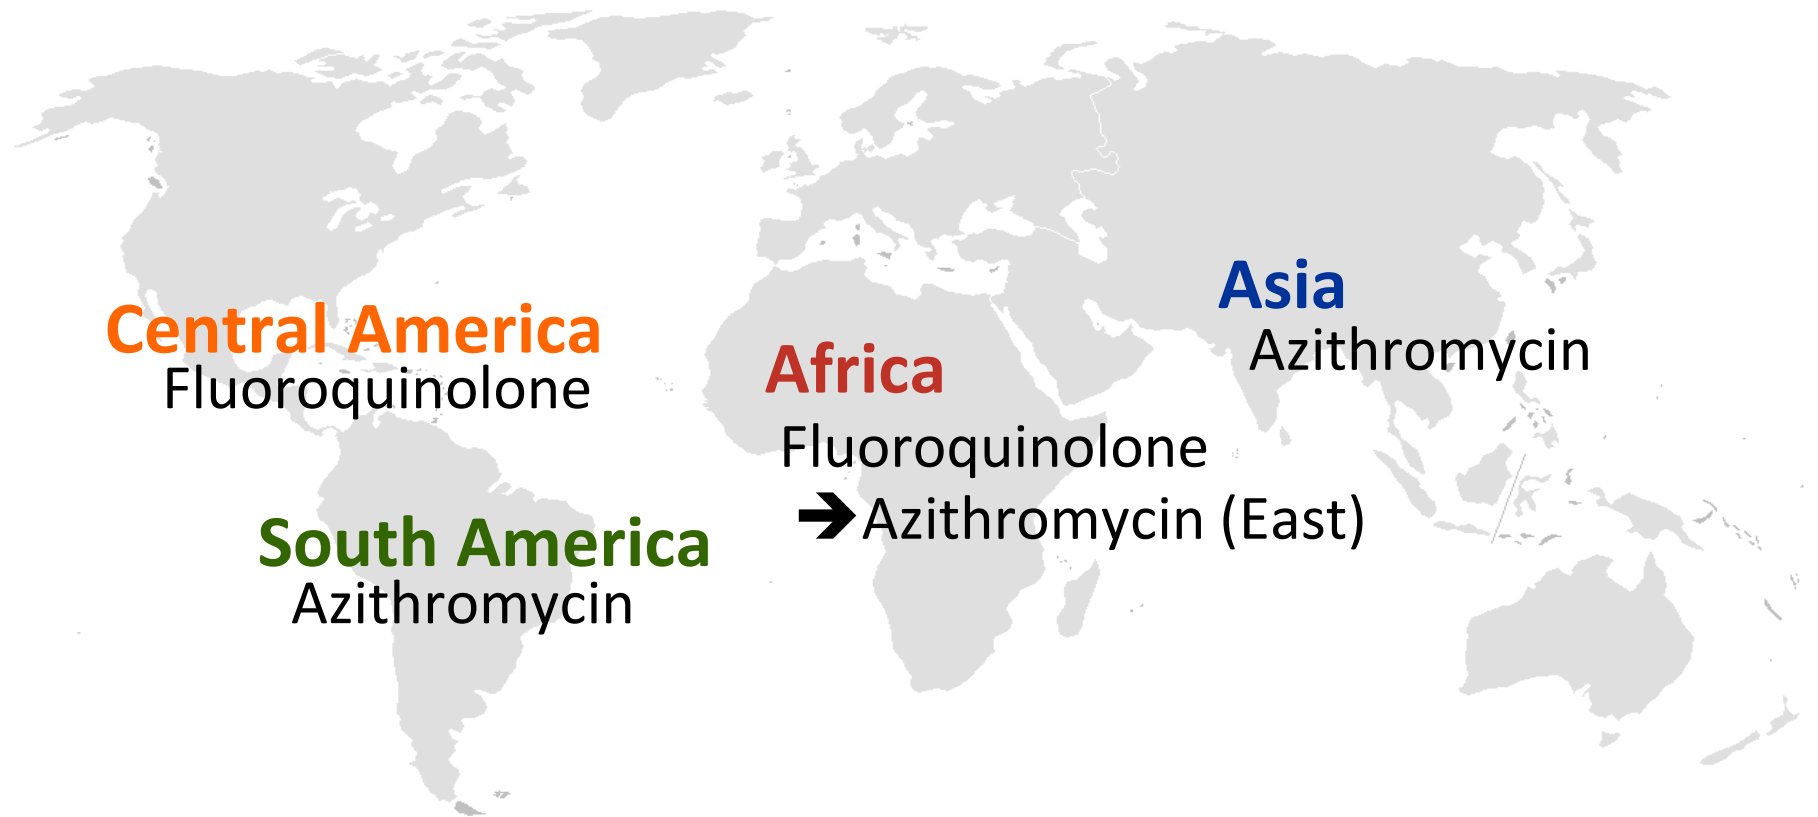 Central America
Fluoroquinolone
South America
Azithromycin
Africa
Fluoroquinolone
➔Azithromycin (East)
Asia
Azithromycin